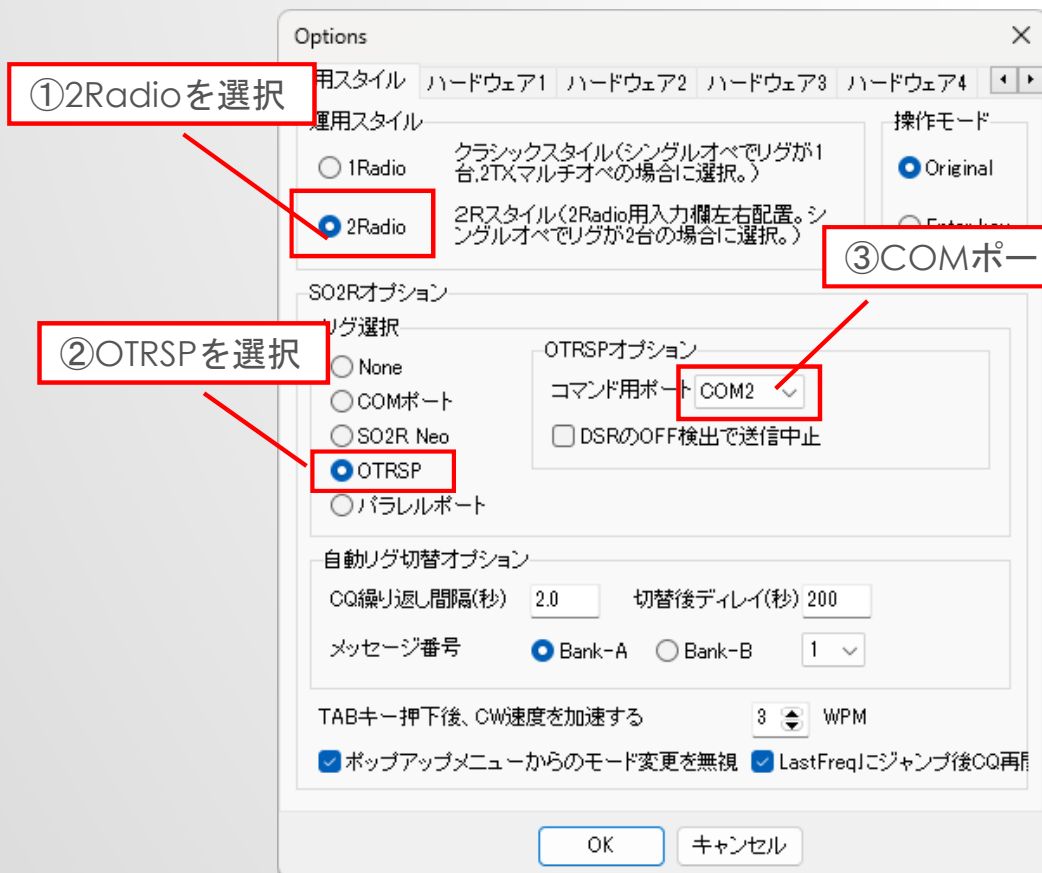 Options
①2Radioを選択
用スタイル ハードウェア1 ハードウェア2 ハードウェア3 ハードウェア4
運用スタイル
操作モード
1Radio
クラシックスタイル(シングルオペでリグが1
台,2TX,マルチオペの場合に選択。)
Original
2Radio
2Rスタイル(2Radio用入力欄左右配置。シ
ングルオペでリグが2台の場合に選択。)
③COMポー
SO2Rオプション
リグ選択
②OTRSPを選択
None
COMポート
SO2R Neo
OTRSP
パラレルポート
OTRSPオプション
コマンド用ポート COM2
DSRのOFF検出で送信中止
自動リグ切替オプション
CQ繰り返し間隔(秒) 2.0 切替後ディレイ(秒) 200
メッセージ番号 Bank-A Bank-B 1
TABキー押下後、CW速度を加速する 3 WPM
ポップアップメニューからのモード変更を無視 LastFreqにジャンプ後CQ再
OK キャンセル